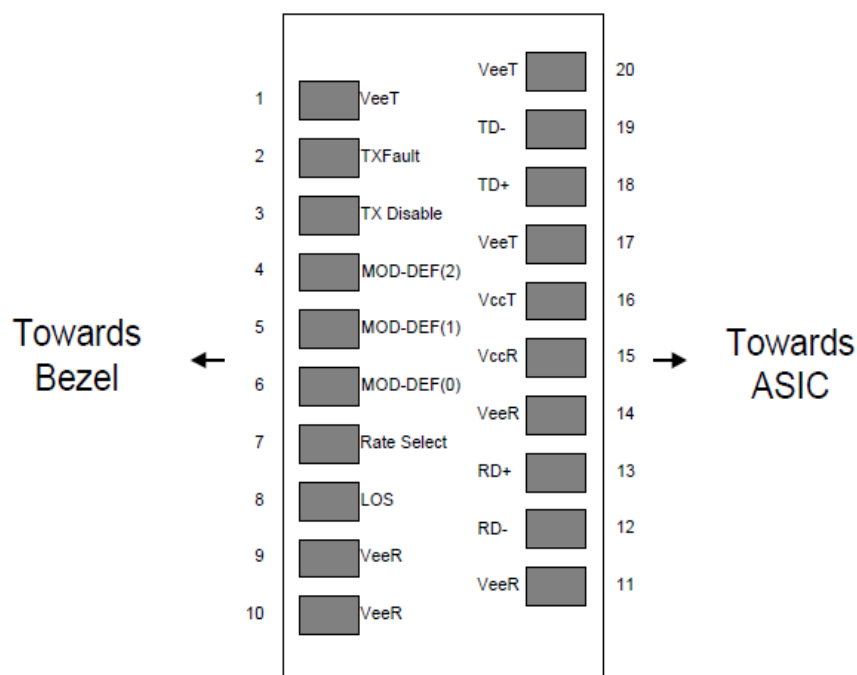 VeeT 20
1 VeeT
TD- 19
2 TXFault
TD+ 18
3 TX Disable
VeeT 17
4 MOD-DEF(2)
VccT 16
5 MOD-DEF(1)
Towards
Bezel
VccR 15
Towards
ASIC
6 MOD-DEF(0)
VeeR 14
7 Rate Select
RD+ 13
8 LOS
RD- 12
9 VeeR
VeeR 11
10 VeeR